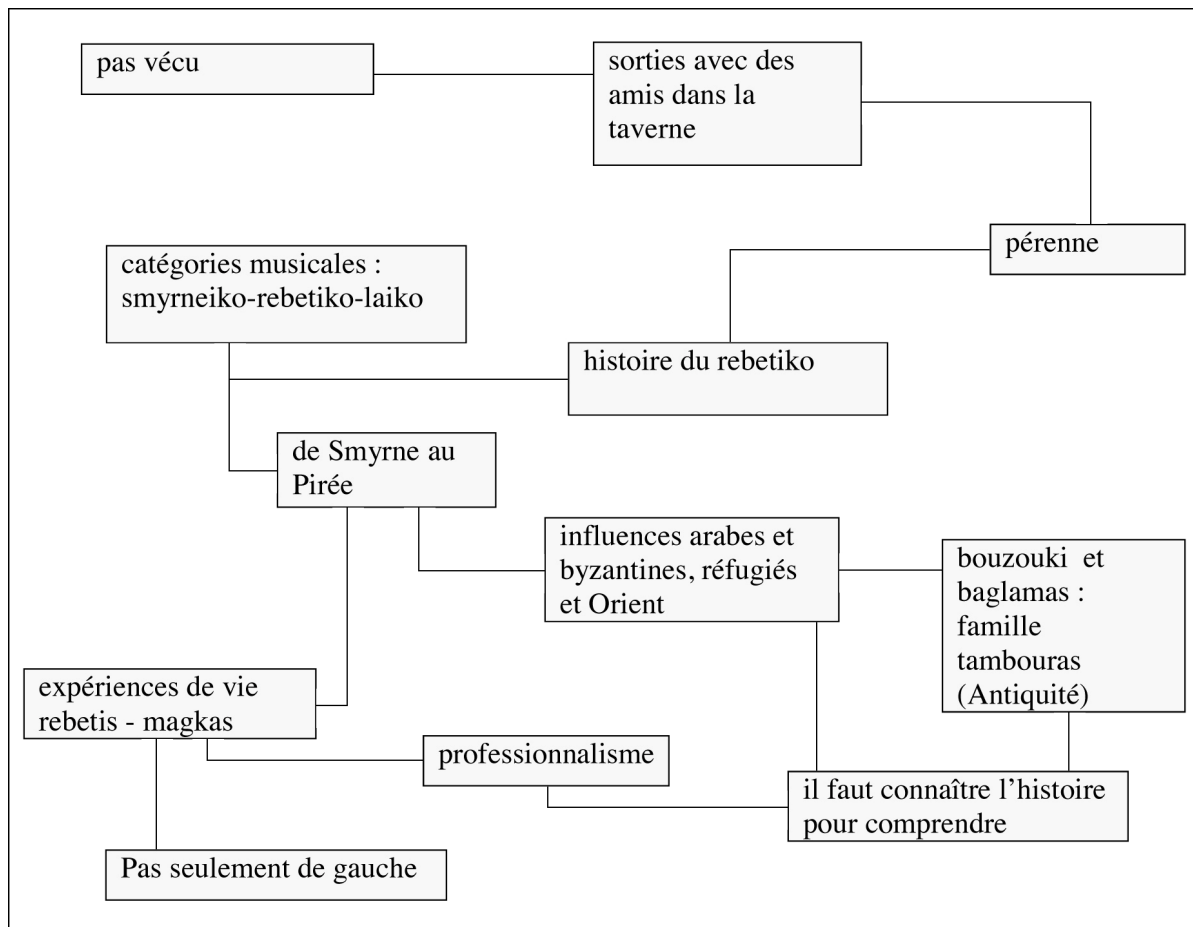 pas vécu
sorties avec des
amis dans la
taverne
pérenne
catégories musicales :
smyrneiko-rebetiko-laiko
histoire du rebetiko
de Smyrne au
Pirée
influences arabes et
byzantines, réfugiés
et Orient
bouzouki et
baglamas :
famille
tambouras
(Antiquité)
expériences de vie
rebetis - magkas
professionnalisme
il faut connaître l’histoire
pour comprendre
Pas seulement de gauche